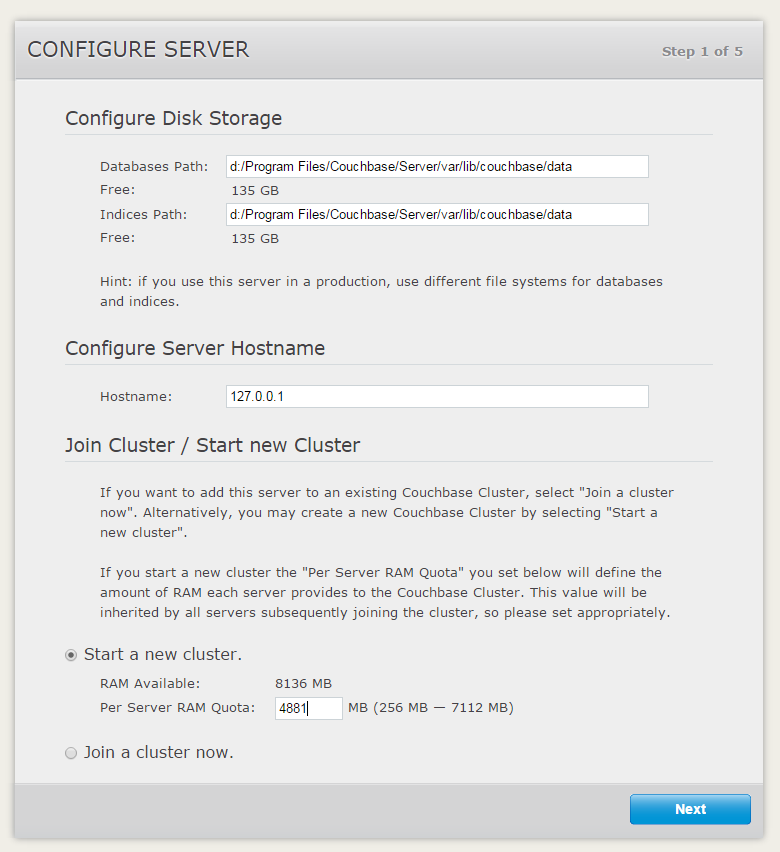 CONFIGURE SERVER
Step 1 of 5
Configure Disk Storage
Databases Path: d:/Program Files/Couchbase/Server/var/lib/couchbase/data
Free: 135 GB
Indices Path: d:/Program Files/Couchbase/Server/var/lib/couchbase/data
Free: 135 GB
Hint: if you use this server in a production, use different file systems for databases
and indices.
Configure Server Hostname
Hostname: 127.0.0.1
Join Cluster / Start new Cluster
If you want to add this server to an existing Couchbase Cluster, select "Join a cluster
now". Alternatively, you may create a new Couchbase Cluster by selecting "Start a
new cluster".
If you start a new cluster the "Per Server RAM Quota" you set below will define the
amount of RAM each server provides to the Couchbase Cluster. This value will be
inherited by all servers subsequently joining the cluster, so please set appropriately.
Start a new cluster.
RAM Available: 8136 MB
Per Server RAM Quota: 4881 MB (256 MB — 7112 MB)
Join a cluster now.
Next